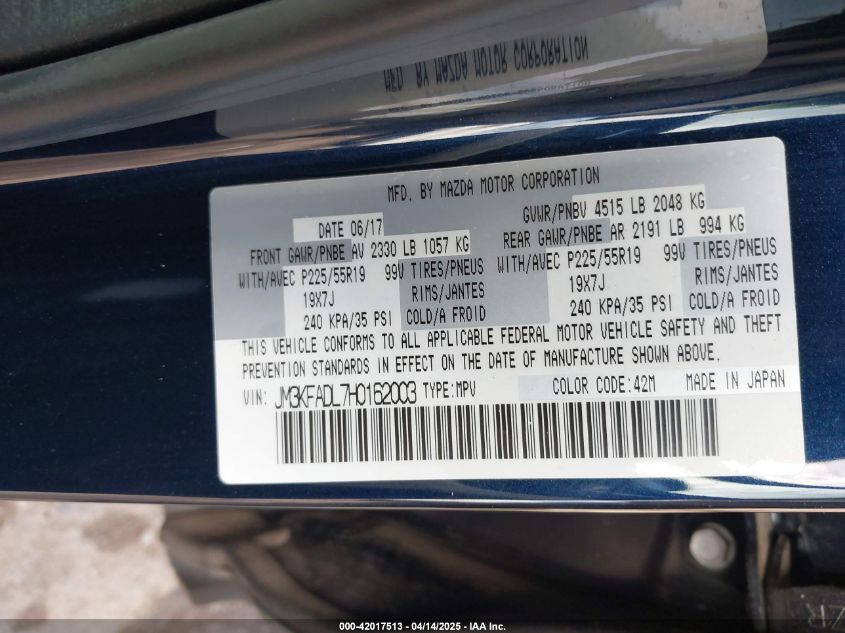 MFD. BY MAZDA MOTOR CORPORATION
MFD. BY MAZDA MOTOR CORPORATION
DATE 06/17
GVWR/PNBV 4515 LB 2048 KG
FRONT GAWR/PNBE AV 2330 LB 1057 KG
REAR GAWR/PNBE AR 2191 LB 994 KG
WITH/AVEC P225/55R19 99V TIRES/PNEUS
WITH/AVEC P225/55R19 99V TIRES/PNEUS
19X7J RIMS/JANTES
19X7J RIMS/JANTES
240 KPA/35 PSI COLD/A FROID
240 KPA/35 PSI COLD/A FROID
THIS VEHICLE CONFORMS TO ALL APPLICABLE FEDERAL MOTOR VEHICLE SAFETY AND THEFT
PREVENTION STANDARDS IN EFFECT ON THE DATE OF MANUFACTURE SHOWN ABOVE.
VIN: JM3KFADL7H0162003 TYPE:MPV COLOR CODE:42M MADE IN JAPAN
000-42017513 - 04/14/2025 - IAA Inc.